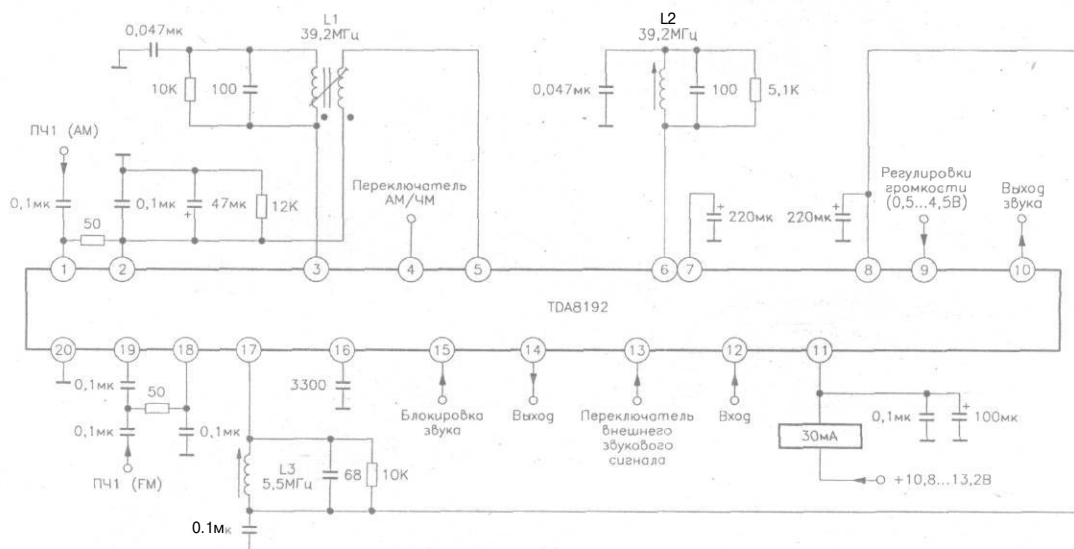 L1
39,2МГц
0,047мк
10К
100
L2
39,2МГц
0,047мк
100
5,1К
ПЧ1 (АМ)
0,1мк
50
0,1мк
47мк
+
12К
Переключатель
АМ/ЧМ
+
220мк
220мк
+
Регулировки
громкости
(0,5...4,5В)
Выход
звука
1
2
3
4
5
6
7
8
9
10
TDA8192
20
19
18
17
16
15
14
13
12
11
0,1мк
50
0,1мк
0,1мк
ПЧ1 (FM)
3300
Блокировка
звука
Выход
Переключатель
внешнего
звукового
сигнала
Вход
0,1мк
+
100мк
30мА
+10,8...13,2В
L3
5,5МГц
68
10К
0.1мк